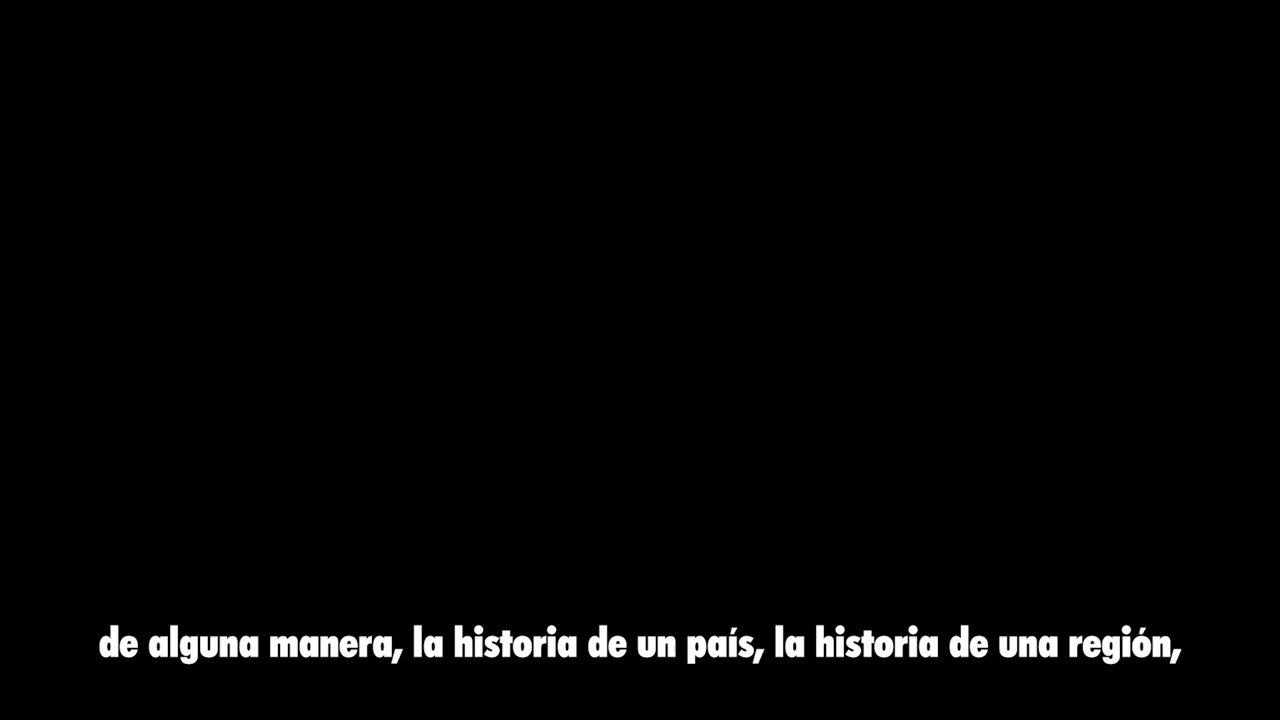 de alguna manera, la historia de un país, la historia de una región,